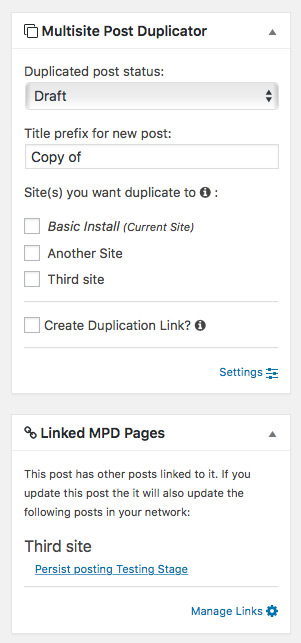 Multisite Post Duplicator
Duplicated post status:
Draft
Title prefix for new post:
Copy of
Site(s) you want duplicate to :
Basic Install (Current Site)
Another Site
Third site
Create Duplication Link?
Settings
Linked MPD Pages
This post has other posts linked to it. If you
update this post the it will also update the
following posts in your network:
Third site
Persist posting Testing Stage
Manage Links